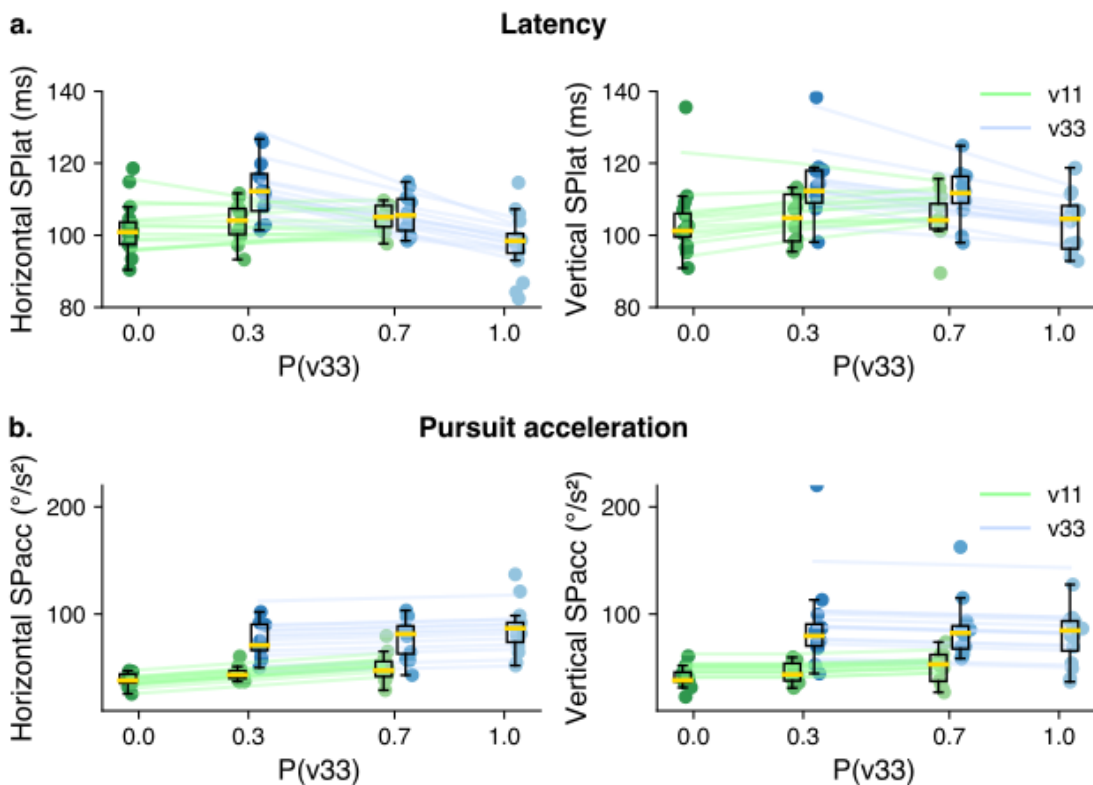 a.
Latency
Horizontal SPlat (ms)
140
120
100
80
0.0
0.3
0.7
1.0
P(v33)
Vertical SPlat (ms)
140
120
100
80
0.0
0.3
0.7
1.0
P(v33)
v11
v33
b.
Pursuit acceleration
Horizontal SPacc (°/s²)
200
100
0.0
0.3
0.7
1.0
P(v33)
Vertical SPacc (°/s²)
200
100
0.0
0.3
0.7
1.0
P(v33)
v11
v33